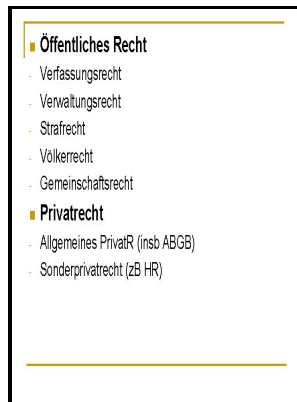 Öffentliches Recht
- Verfassungsrecht
- Verwaltungsrecht
- Strafrecht
- Völkerrecht
- Gemeinschaftsrecht
Privatrecht
- Allgemeines PrivatR (insb ABGB)
- Sonderprivatrecht (zB HR)